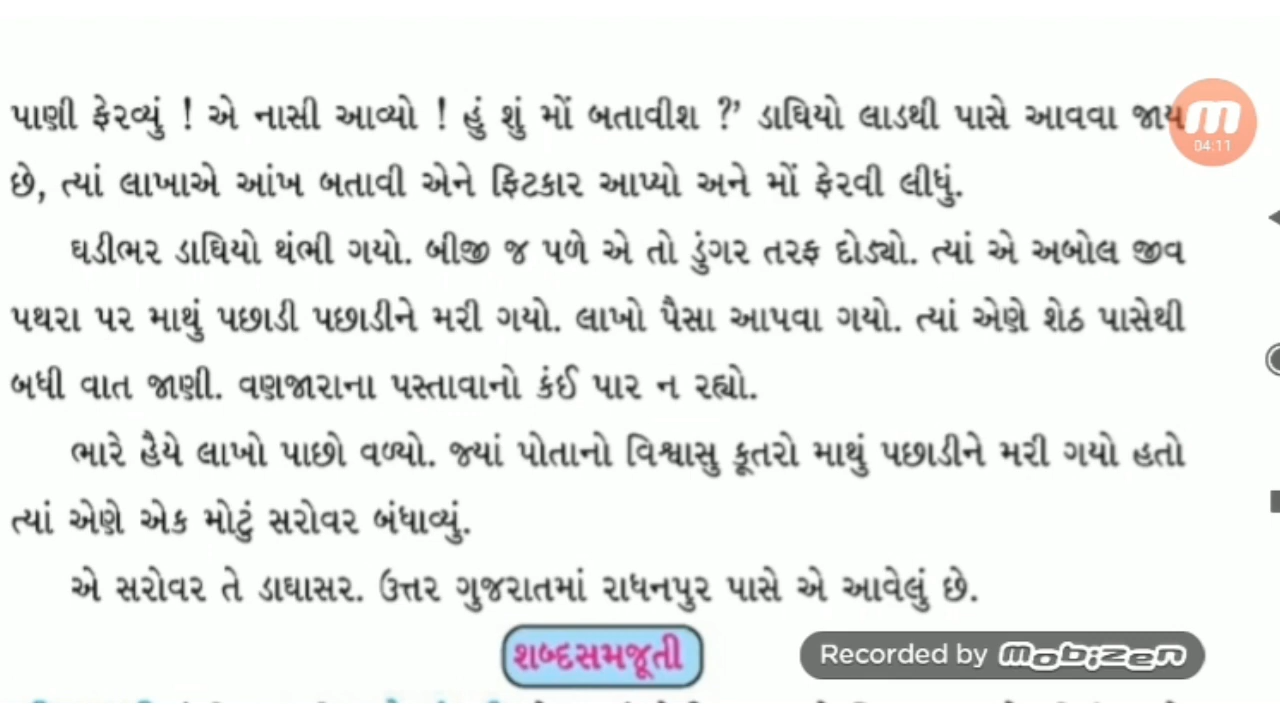 પાણી ફેરવ્યું ! એ નાસી આવ્યો ! હું શું મોં બતાવીશ ?’ ડાઘિયો લાડથી પાસે આવવા જાય
છે, ત્યાં લાખાએ આંખ બતાવી એને ફિટકાર આપ્યો અને મોં ફેરવી લીધું.
ઘડીભર ડાઘિયો થંભી ગયો. બીજી જ પળે એ તો ડુંગર તરફ દોડ્યો. ત્યાં એ અબોલ જીવ
પથરા પર માથું પછાડી પછાડીને મરી ગયો. લાખો પૈસા આપવા ગયો. ત્યાં એણે શેઠ પાસેથી
બધી વાત જાણી. વણજારાના પસ્તાવાનો કંઈ પાર ન રહ્યો.
ભારે હૈયે લાખો પાછો વળ્યો. જ્યાં પોતાનો વિશ્વાસુ કૂતરો માથું પછાડીને મરી ગયો હતો
ત્યાં એણે એક મોટું સરોવર બંધાવ્યું.
એ સરોવર તે ડાઘાસર. ઉત્તર ગુજરાતમાં રાધનપુર પાસે એ આવેલું છે.
શબ્દસમજૂતી
04:11
Recorded by mobizen